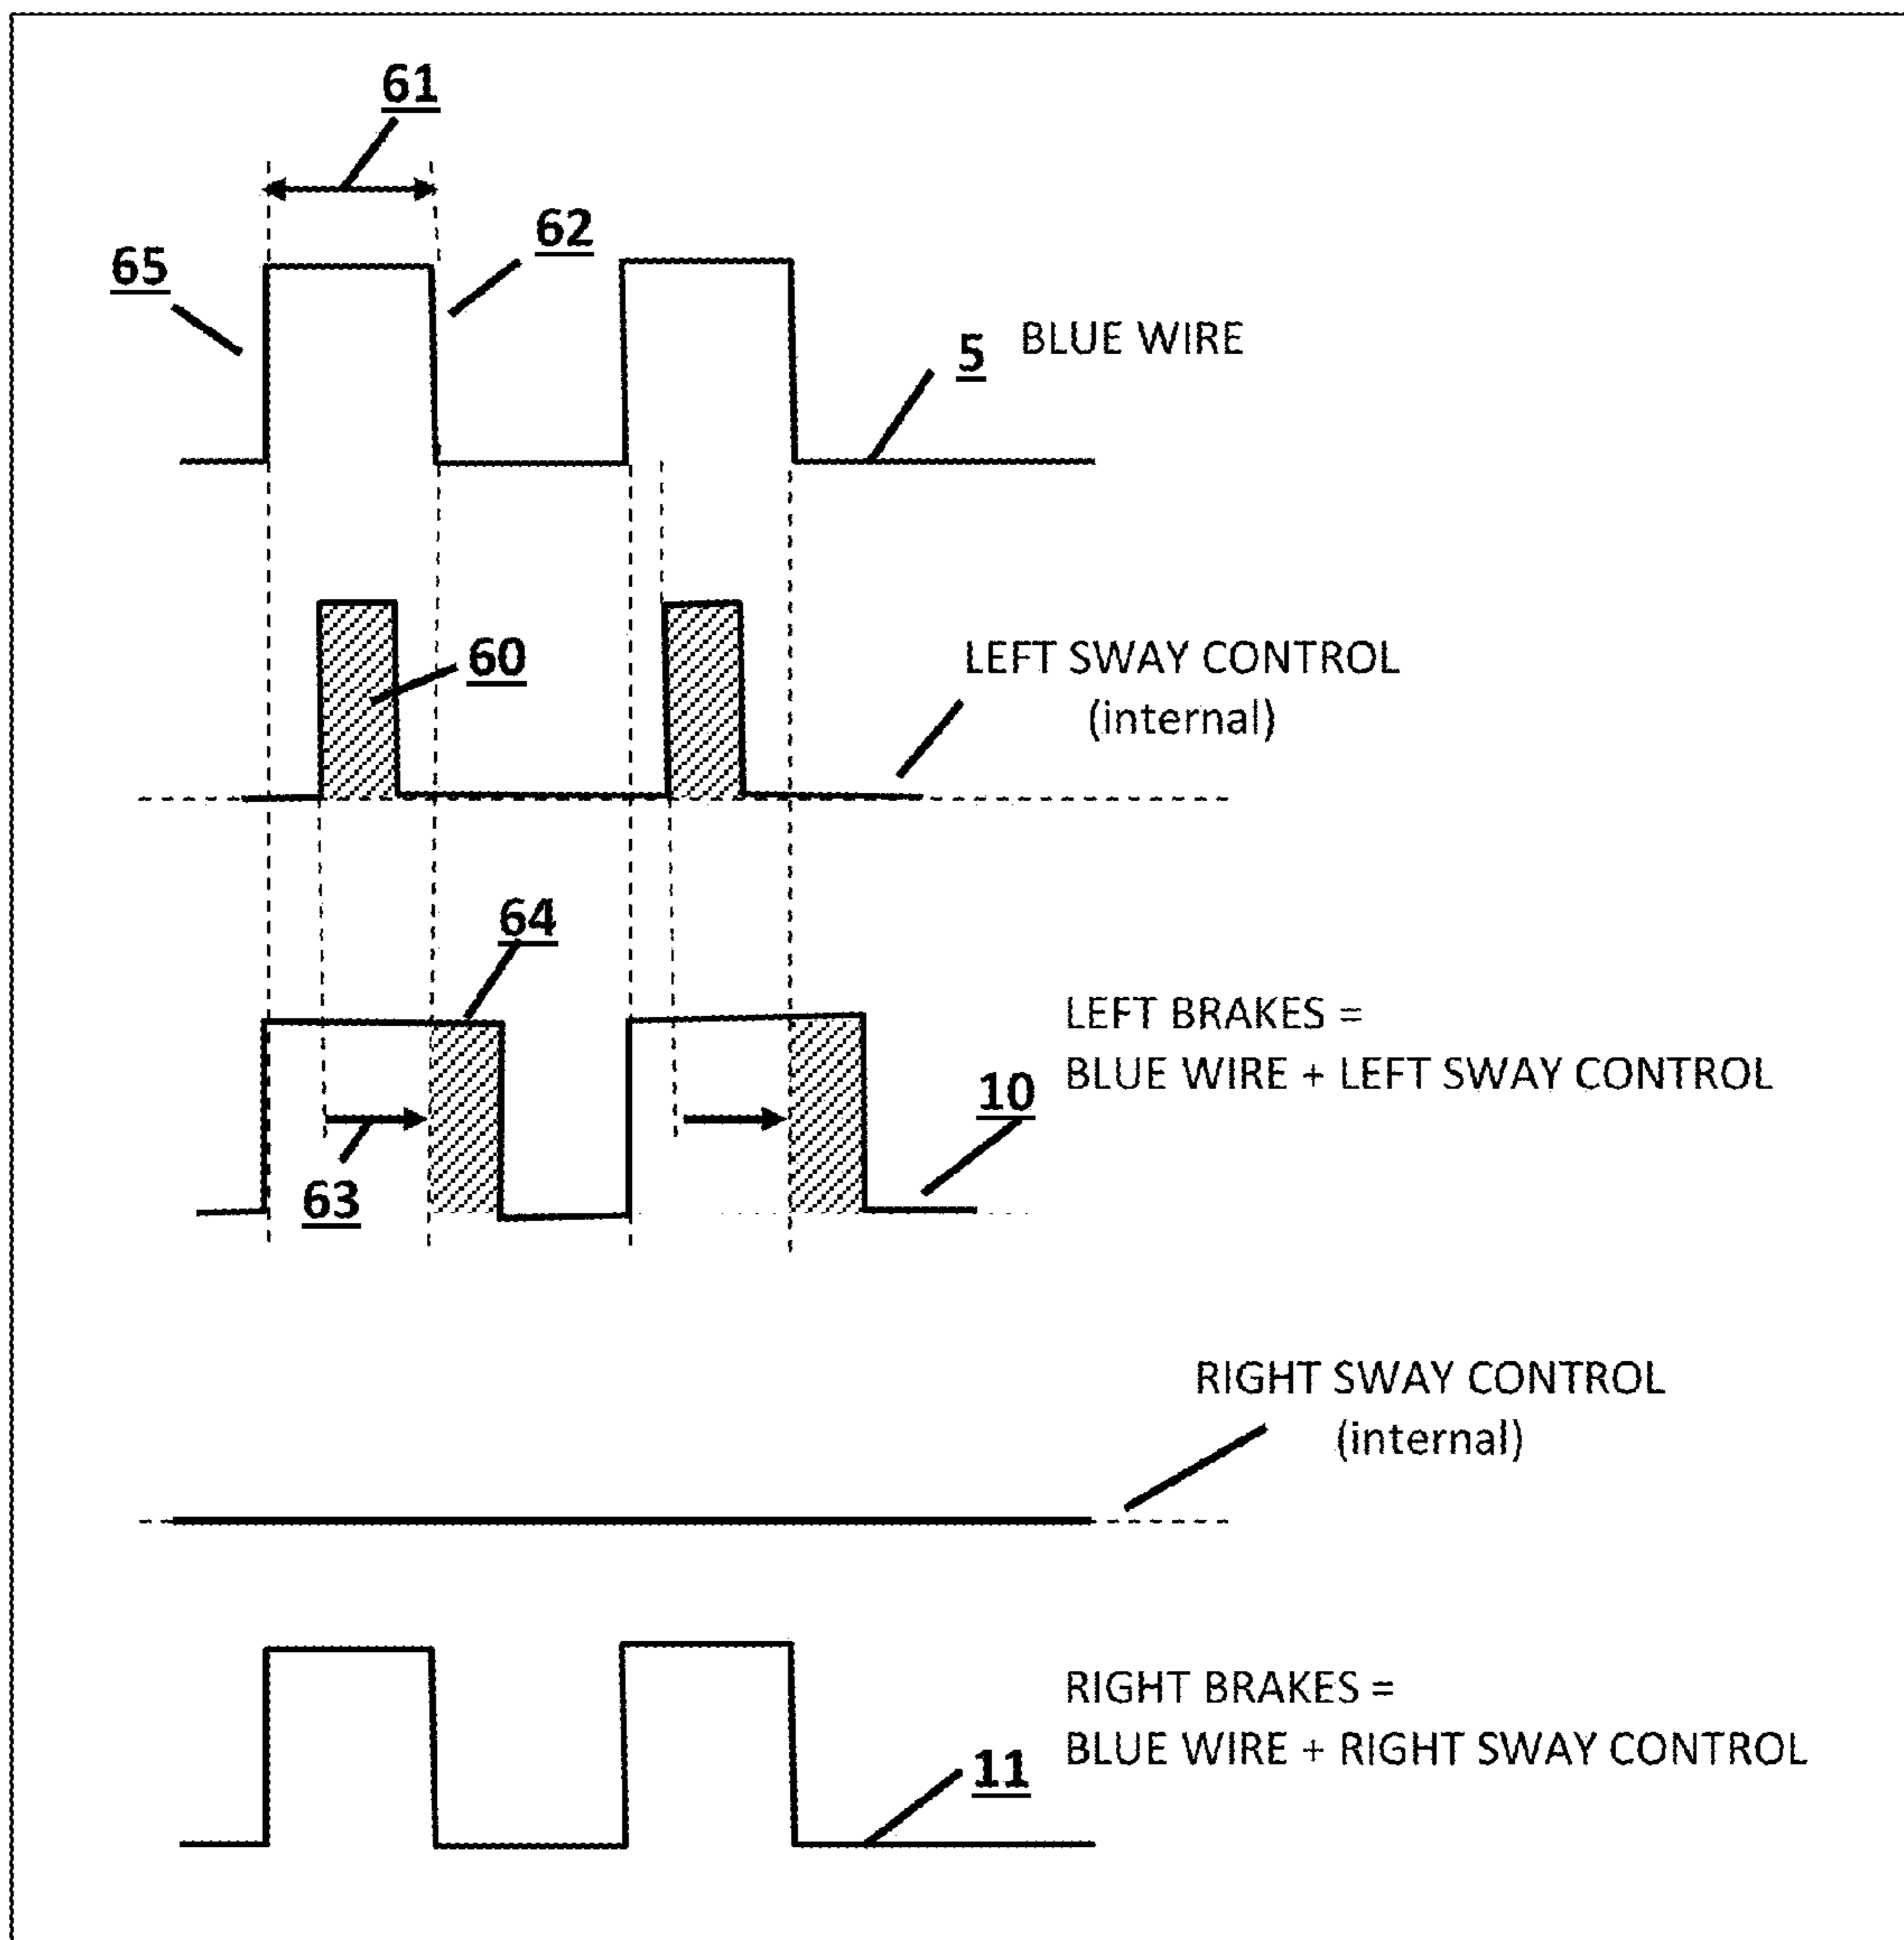 61
62
65
5 BLUE WIRE
60
LEFT SWAY CONTROL
(internal)
64
LEFT BRAKES =
BLUE WIRE + LEFT SWAY CONTROL
10
63
RIGHT SWAY CONTROL
(internal)
RIGHT BRAKES =
BLUE WIRE + RIGHT SWAY CONTROL
11